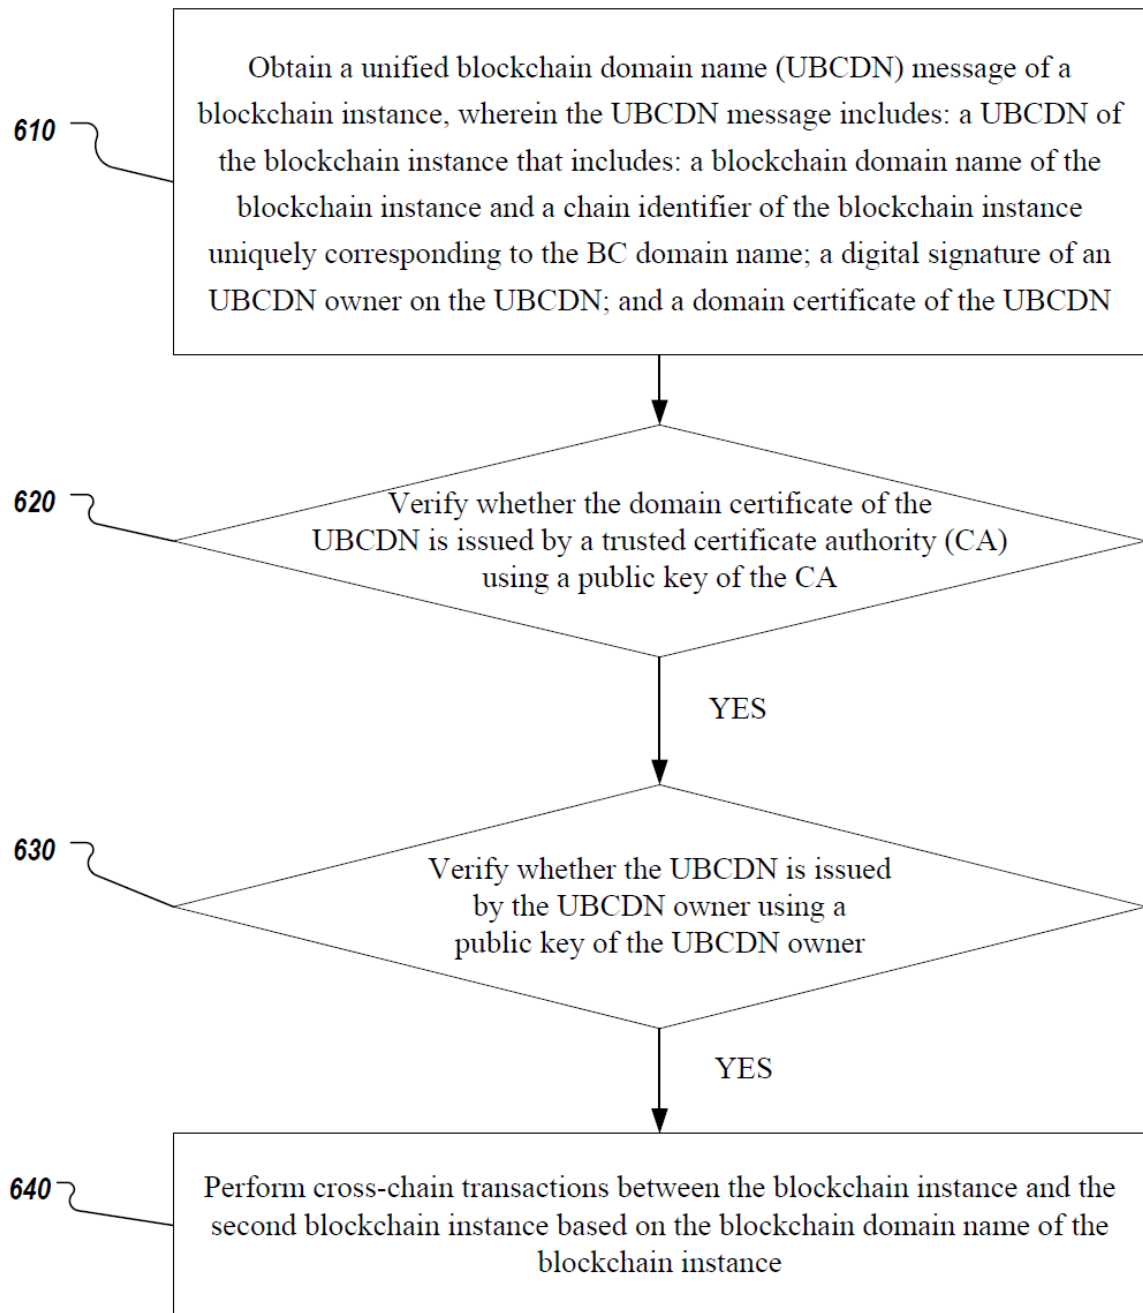 610
Obtain a unified blockchain domain name (UBCDN) message of a
blockchain instance, wherein the UBCDN message includes: a UBCDN of
the blockchain instance that includes: a blockchain domain name of the
blockchain instance and a chain identifier of the blockchain instance
uniquely corresponding to the BC domain name; a digital signature of an
UBCDN owner on the UBCDN; and a domain certificate of the UBCDN
620
Verify whether the domain certificate of the
UBCDN is issued by a trusted certificate authority (CA)
using a public key of the CA
YES
630
Verify whether the UBCDN is issued
by the UBCDN owner using a
public key of the UBCDN owner
YES
640
Perform cross-chain transactions between the blockchain instance and the
second blockchain instance based on the blockchain domain name of the
blockchain instance